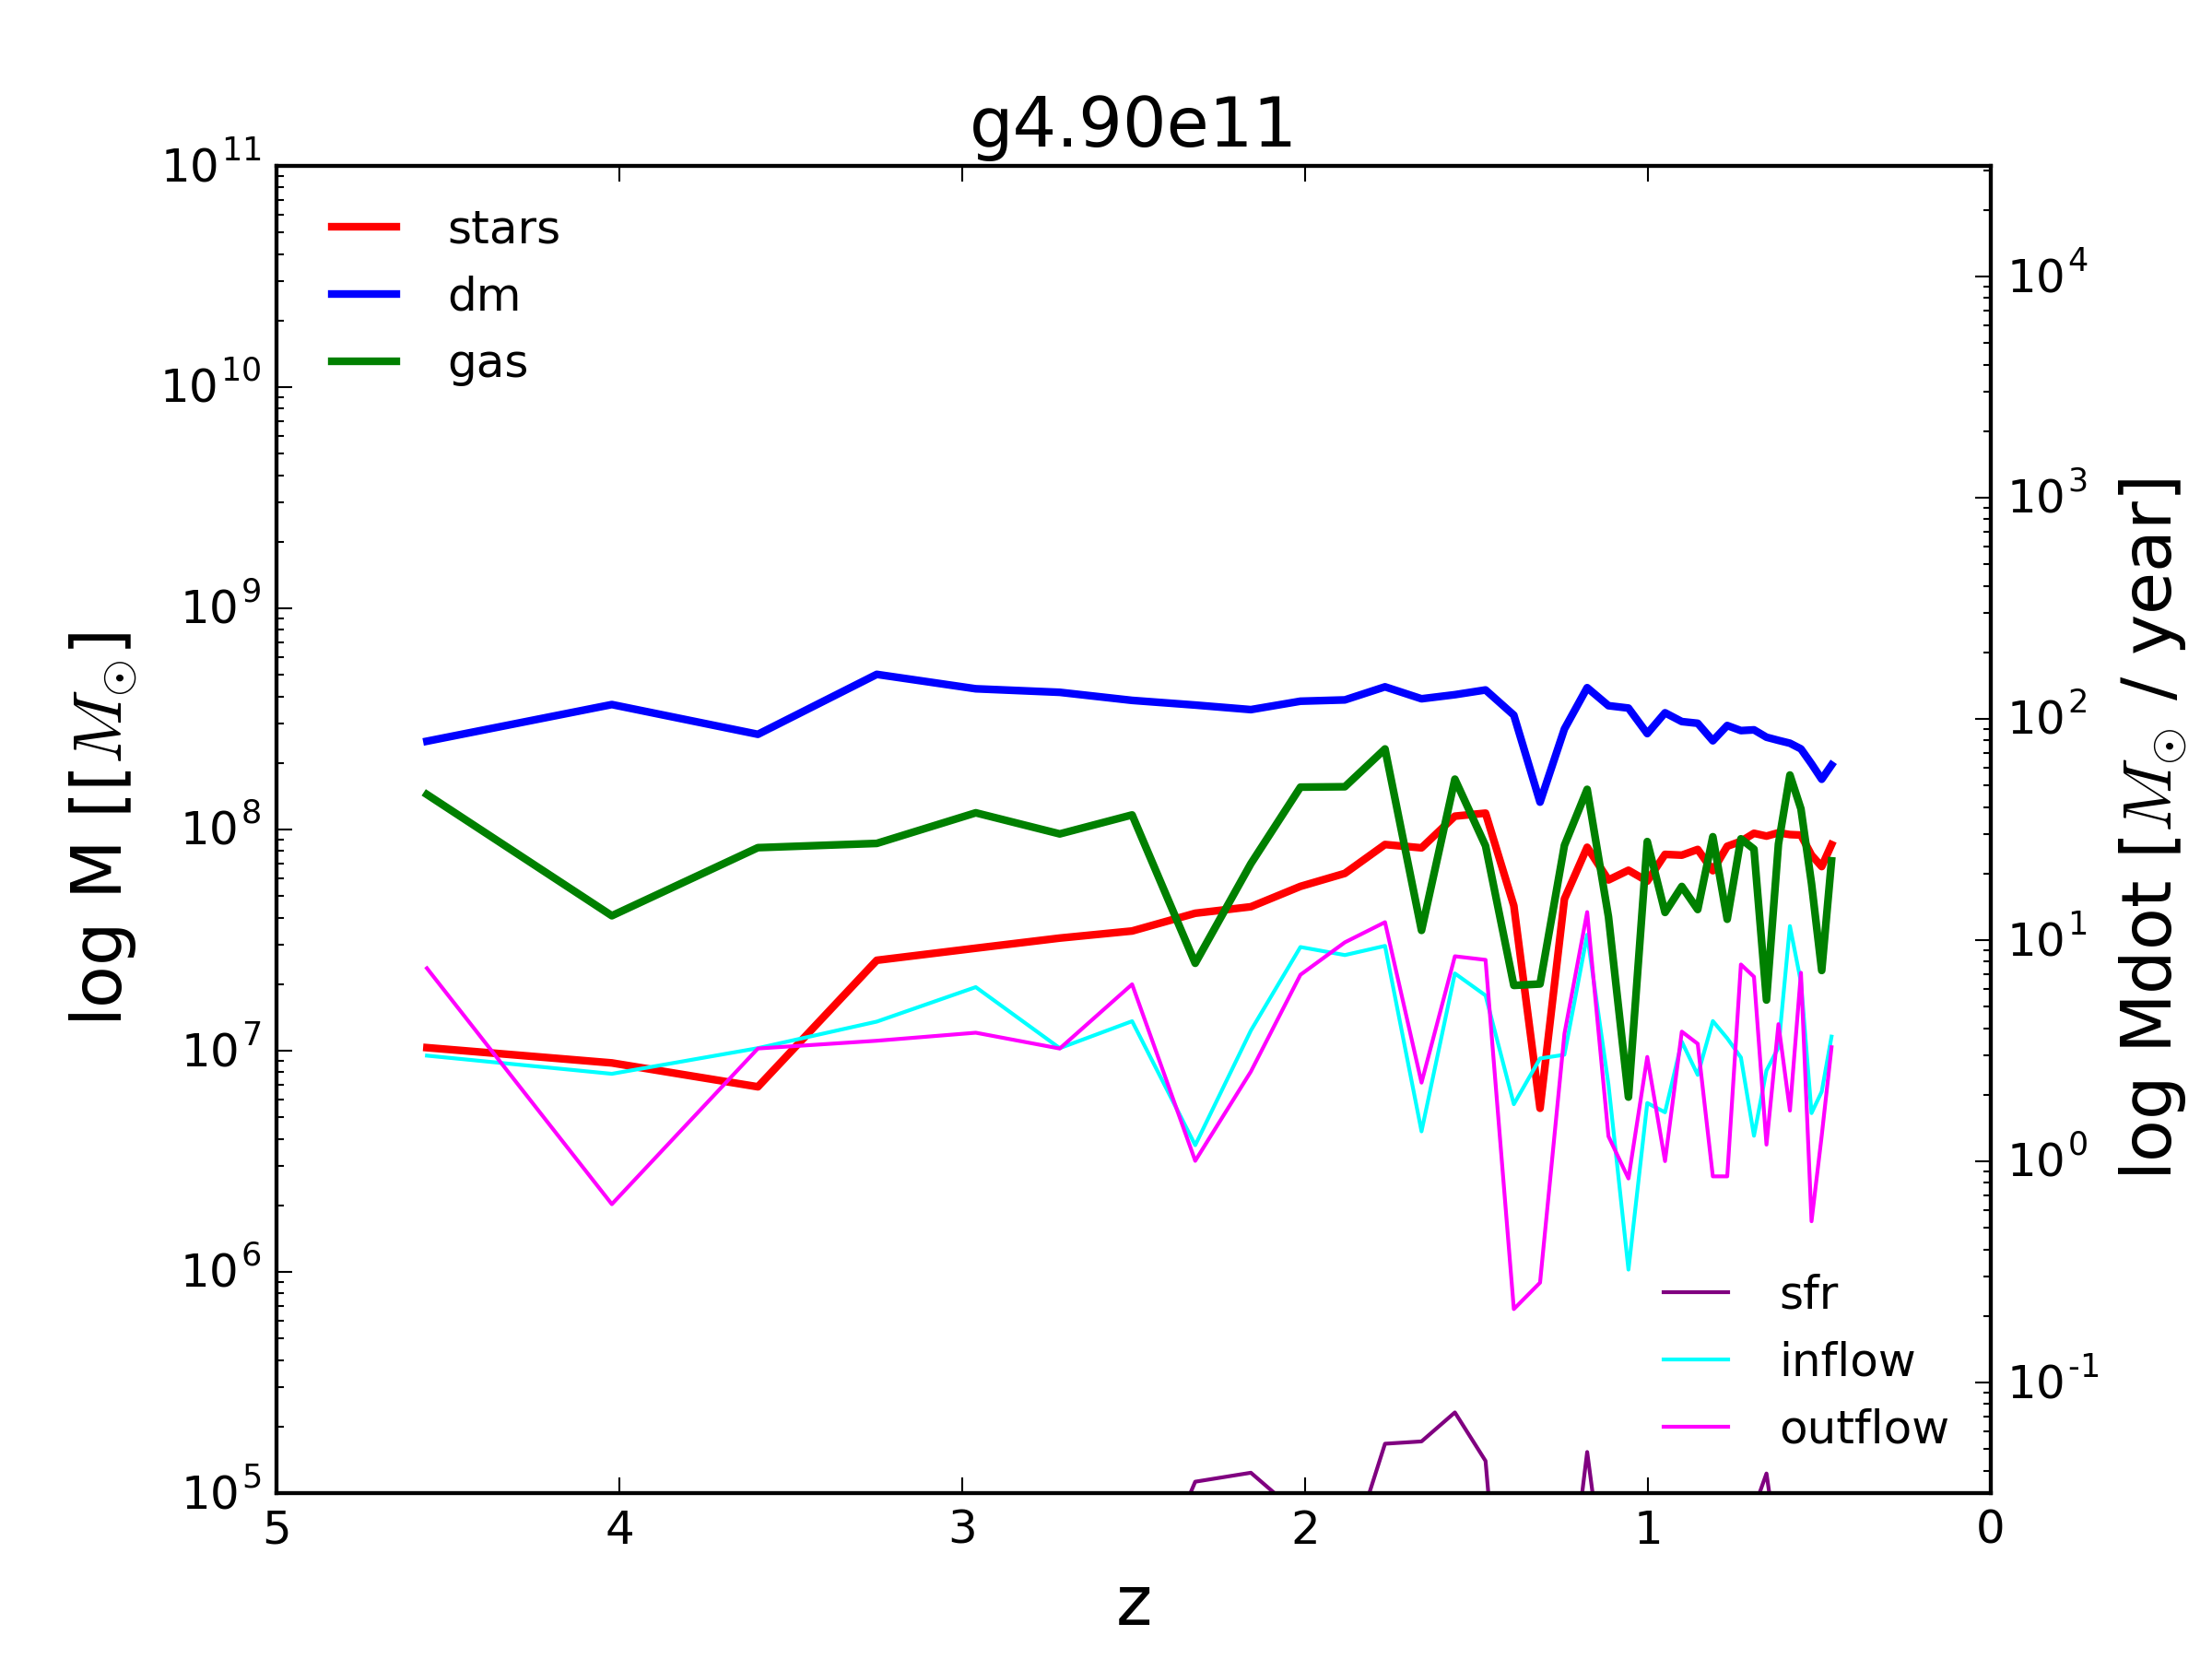 g4.90e11
10^11
10^10
10^9
10^8
10^7
10^6
10^5
log M [[M_⊙]
stars
dm
gas
10^4
10^3
10^2
10^1
10^0
10^-1
log Mdot [M_⊙ / year]
sfr
inflow
outflow
5 4 3 2 1 0
z